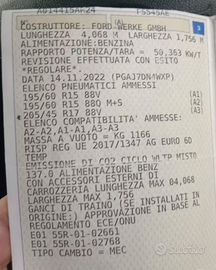 A014415AH24 FS545AE
COSTRUTTORE: FORD WERKE GMBH
LUNGHEZZA 4,068 M LARGHEZZA 1,756 M
ALIMENTAZIONE:BENZINA
RAPPORTO POTENZA/TARA = 50,363 KW/T
REVISIONE EFFETTUATA CON ESITO
*REGOLARE*
DATA 14.11.2022 (PGAJ7DN4WXP)
ELENCO PNEUMATICI AMMESSI
195/60 R15 88V (A1)
195/60 R15 88Q M+S (A2)
*205/45 R17 88V (A3)
ELENCO COMPATIBILITA' AMMESSE:
A2-A2,A1-A1,A3-A3
MASSA A VUOTO = KG 1166
RISP REG UE 2017/1347 AG EURO 6D
TEMP
EMISSIONE DI CO2 CICLO WLTP MISTO
137.0 ALIMENTAZIONE BENZ
CON ACCESSORI ESTERNI DI
CARROZZERIA LUNGHEZZA MAX 04,068
LARGHEZZA MAX 1,756
GANCI DI TRAINO (SE INSTALLATI IN
ORIGINE:) APPROVAZIONE IN BASE AL
REGOLAMENTO ECE/ONU
E01 55R-01-02661
E01 55R-01-02768
TIPO CAMBIO = MEC
subito